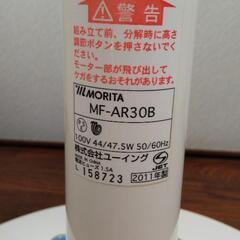 警告
組み立て前、分解時に高さ
調節ボタンを押さないでく
ださい。
モーター部が飛び出して
ケガをするおそれがあります。
MORITA
MF-AR30B
100V 44/47.5W 50/60Hz
株式会社ユーイング
2011年製
L 158723
JET